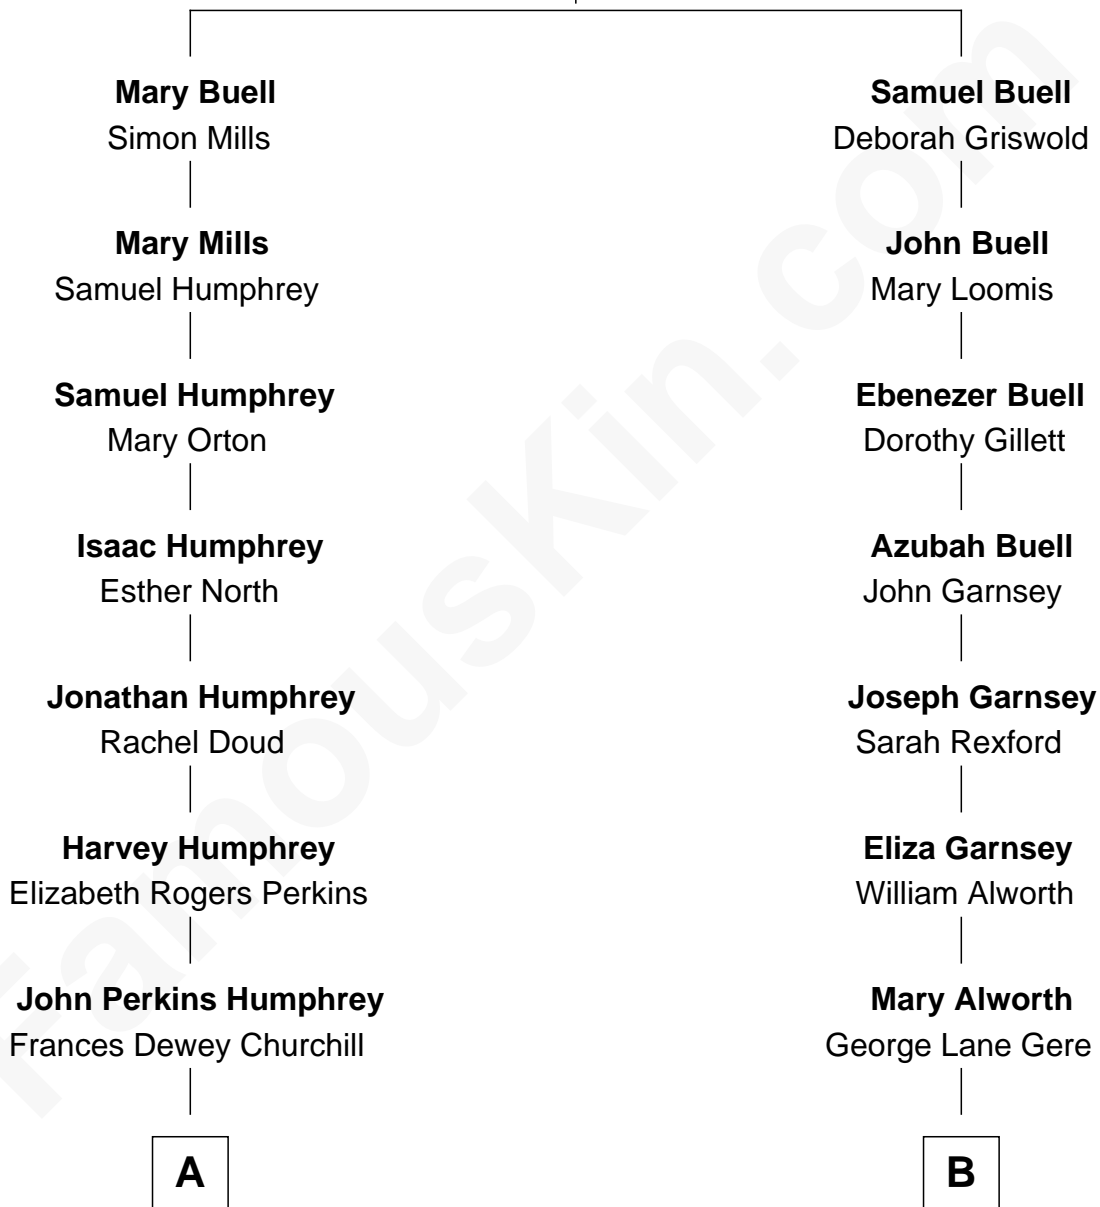 Mary Buell
Simon Mills
Mary Mills
Samuel Humphrey
Samuel Humphrey
Mary Orton
Isaac Humphrey
Esther North
Jonathan Humphrey
Rachel Doud
Harvey Humphrey
Elizabeth Rogers Perkins
John Perkins Humphrey
Frances Dewey Churchill
A
Samuel Buell
Deborah Griswold
John Buell
Mary Loomis
Ebenezer Buell
Dorothy Gillett
Azubah Buell
John Garnsey
Joseph Garnsey
Sarah Rexford
Eliza Garnsey
William Alworth
Mary Alworth
George Lane Gere
B
FamousKin.com